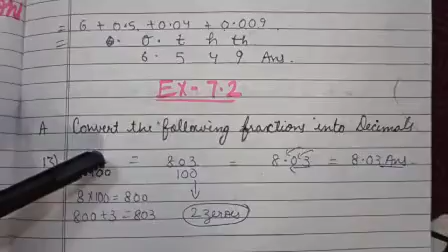 = 6 + 0.5 + 0.04 + 0.009
= o. o. t h th
6. 5 4 9 Ans.
EX-7.2
A Convert the following fractions into Decimals
= 803/100 = 8.03 = 8.03 Ans.
8×100 = 800
800+3 = 803 2 zeroes